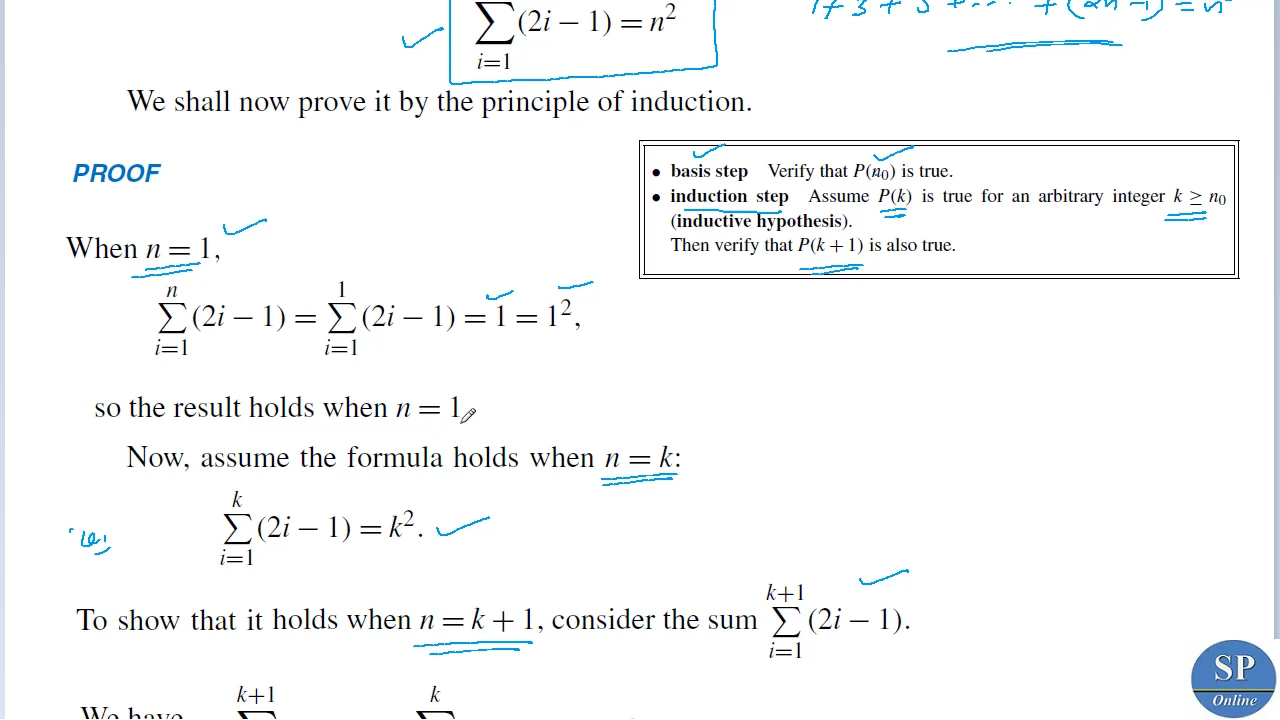 ∑(2i − 1) = n²
i=1
1+3+5+....+(2n-1) = n²
We shall now prove it by the principle of induction.
PROOF
• basis step Verify that P(n₀) is true.
• induction step Assume P(k) is true for an arbitrary integer k ≥ n₀
(inductive hypothesis).
Then verify that P(k + 1) is also true.
When n = 1,
n 1
∑(2i − 1) = ∑(2i − 1) = 1 = 1²,
i=1 i=1
so the result holds when n = 1.
Now, assume the formula holds when n = k:
k
∑(2i − 1) = k².
i=1
k+1
To show that it holds when n = k + 1, consider the sum ∑(2i − 1).
i=1
k+1 k
We have ∑ ∑
SP
Online